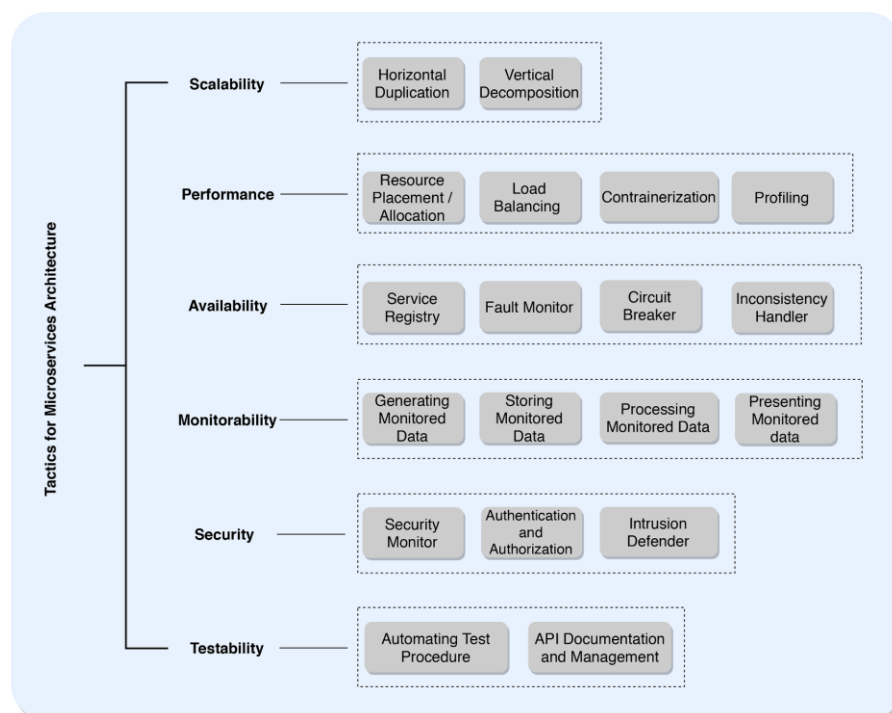 Tactics for Microservices Architecture
Scalability
Horizontal
Duplication
Vertical
Decomposition
Performance
Resource
Placement /
Allocation
Load
Balancing
Contrainerization
Profiling
Availability
Service
Registry
Fault Monitor
Circuit
Breaker
Inconsistency
Handler
Monitorability
Generating
Monitored
Data
Storing
Monitored
Data
Processing
Monitored Data
Presenting
Monitored
data
Security
Security
Monitor
Authentication
and
Authorization
Intrusion
Defender
Testability
Automating Test
Procedure
API Documentation
and Management